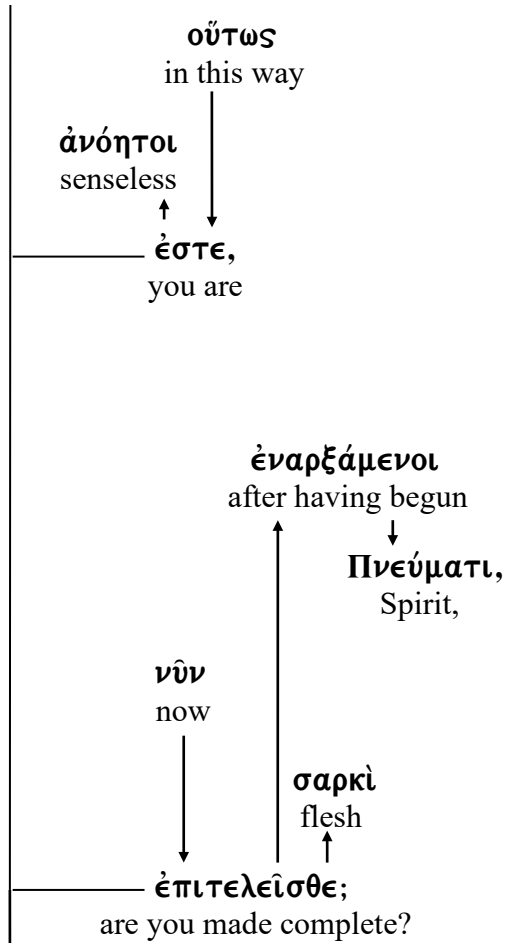 οὕτως
in this way
ἀνόητοι
senseless
ἐστε,
you are
ἐναρξάμενοι
after having begun
Πνεύματι,
Spirit,
νῦν
now
σαρκὶ
flesh
ἐπιτελεῖσθε;
are you made complete?